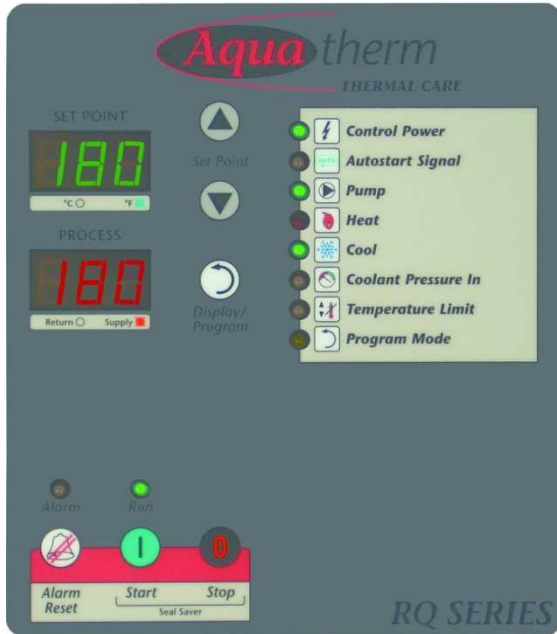 Aqua therm
THERMAL CARE
SET POINT
180
°C °F
Set Point
PROCESS
180
Return Supply
Display/
Program
Control Power
AUTO
Autostart Signal
Pump
Heat
Cool
Coolant Pressure In
Temperature Limit
Program Mode
Alarm
Run
I
0
Alarm
Reset
Start
Stop
Seal Saver
RQ SERIES